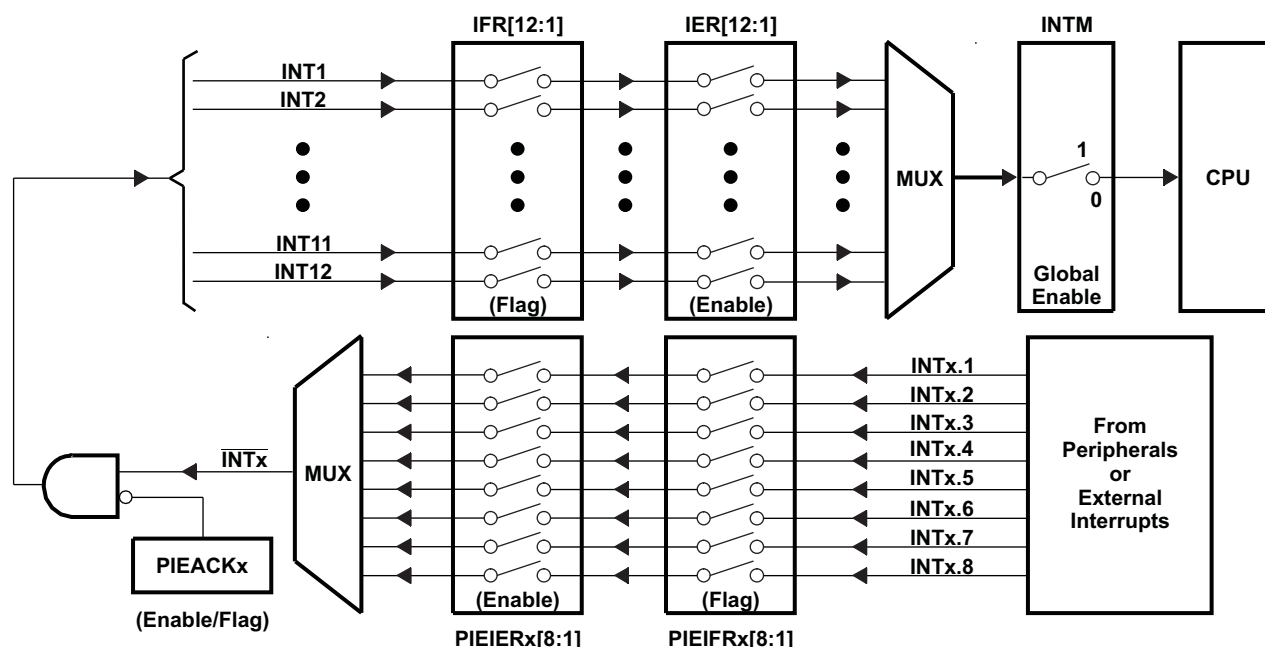 IFR[12:1]
IER[12:1]
INTM
INT1
INT2
INT11
INT12
(Flag)
(Enable)
MUX
1
0
Global
Enable
CPU
INTx
MUX
PIEACKx
(Enable/Flag)
(Enable)
(Flag)
PIEIERx[8:1]
PIEIFRx[8:1]
INTx.1
INTx.2
INTx.3
INTx.4
INTx.5
INTx.6
INTx.7
INTx.8
From
Peripherals
or
External
Interrupts